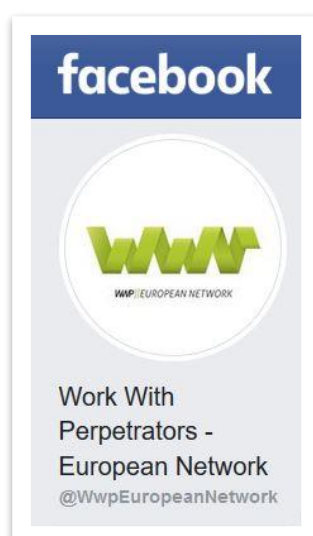 facebook
WWP
WWP||EUROPEAN NETWORK
Work With
Perpetrators -
European Network
@WwpEuropeanNetwork